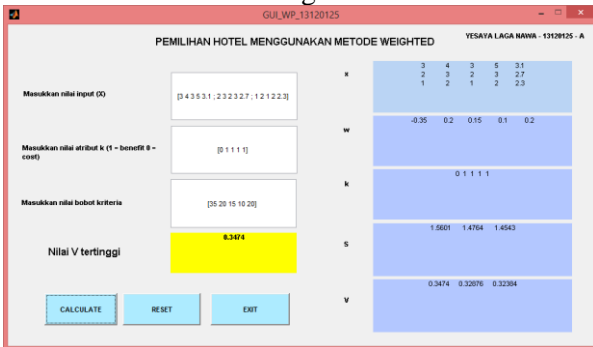 GUI_WP_13120125
PEMILIHAN HOTEL MENGGUNAKAN METODE WEIGHTED
YESAYA LAGA NAWA - 13120125 - A
Masukkan nilai input (X)
[3 4 3 5 3.1 ; 2 3 2 3 2.7 ; 1 2 1 2 2.3]
Masukkan nilai atribut k (1 = benefit 0 =
cost)
[0 1 1 1 1]
Masukkan nilai bobot kriteria
[35 20 15 10 20]
Nilai V tertinggi
0.3474
CALCULATE
RESET
EXIT
x
3 4 3 5 3.1
2 3 2 3 2.7
1 2 1 2 2.3
w
-0.35 0.2 0.15 0.1 0.2
k
0 1 1 1 1
S
1.5601 1.4764 1.4543
V
0.3474 0.32876 0.32384